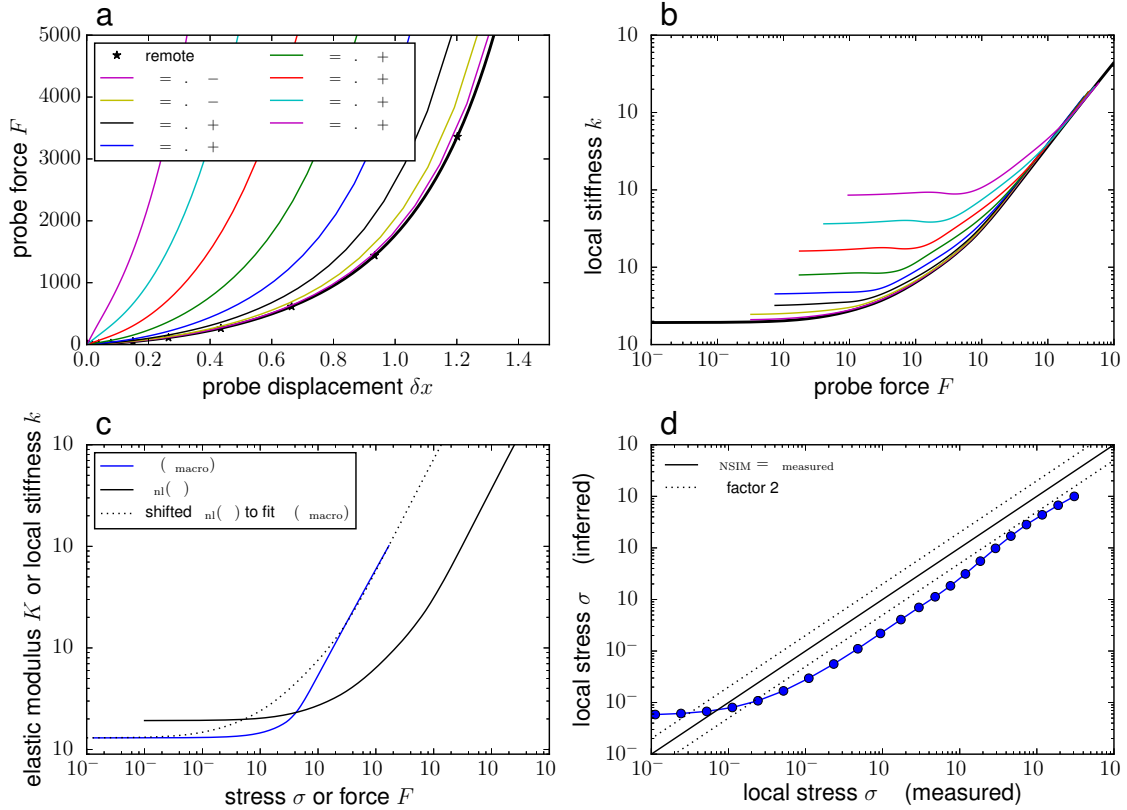 a
5000
4000
3000
2000
1000
0
probe force F
remote
= . −
= . −
= . +
= . +
= . +
= . +
= . +
= . +
0.0 0.2 0.4 0.6 0.8 1.0 1.2 1.4
probe displacement δx
b
10
10
10
10
10
local stiffness k
10⁻ 10⁻ 10⁻ 10 10 10 10 10
probe force F
c
10
10
10
10
elastic modulus K or local stiffness k
( macro)
nl( )
shifted nl( ) to fit ( macro)
10⁻ 10⁻ 10⁻ 10 10 10 10 10 10
stress σ or force F
d
10
10
10
10
10⁻
10⁻
10⁻
local stress σ (inferred)
NSIM = measured
factor 2
10⁻ 10⁻ 10⁻ 10 10 10 10
local stress σ (measured)